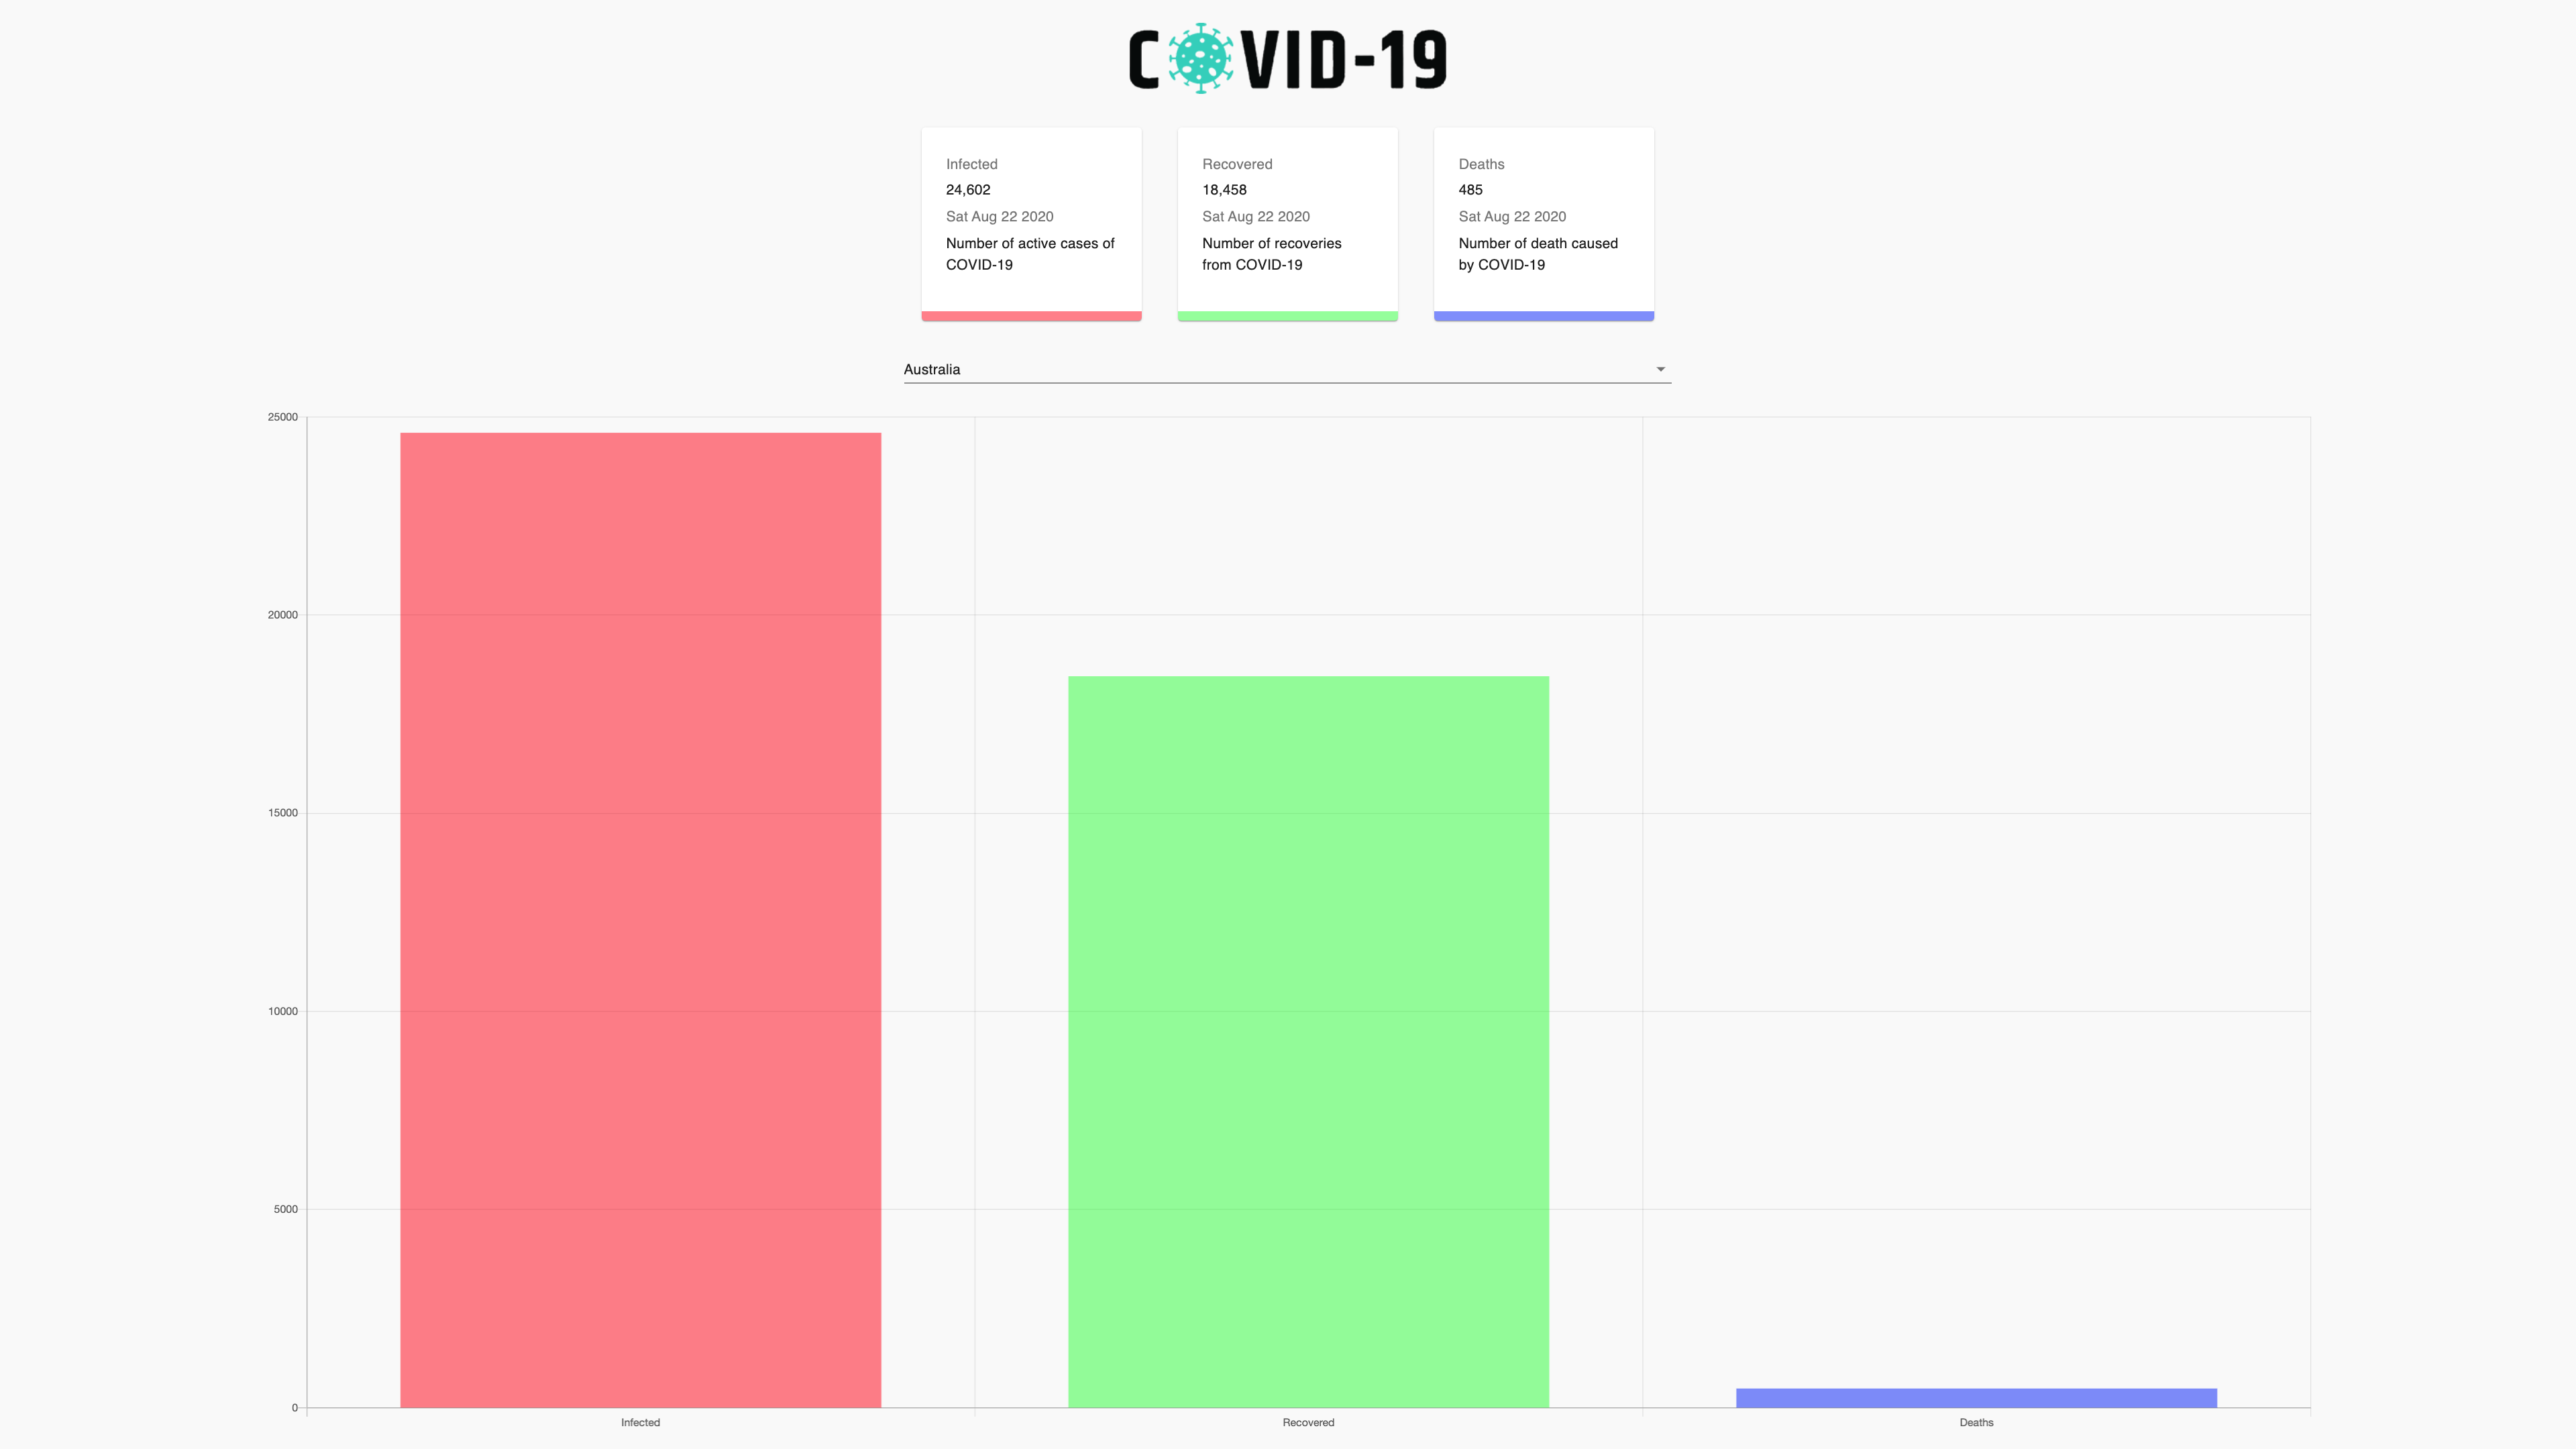 COVID-19
Infected
24,602
Sat Aug 22 2020
Number of active cases of
COVID-19
Recovered
18,458
Sat Aug 22 2020
Number of recoveries
from COVID-19
Deaths
485
Sat Aug 22 2020
Number of death caused
by COVID-19
Australia
25000
20000
15000
10000
5000
0
Infected
Recovered
Deaths